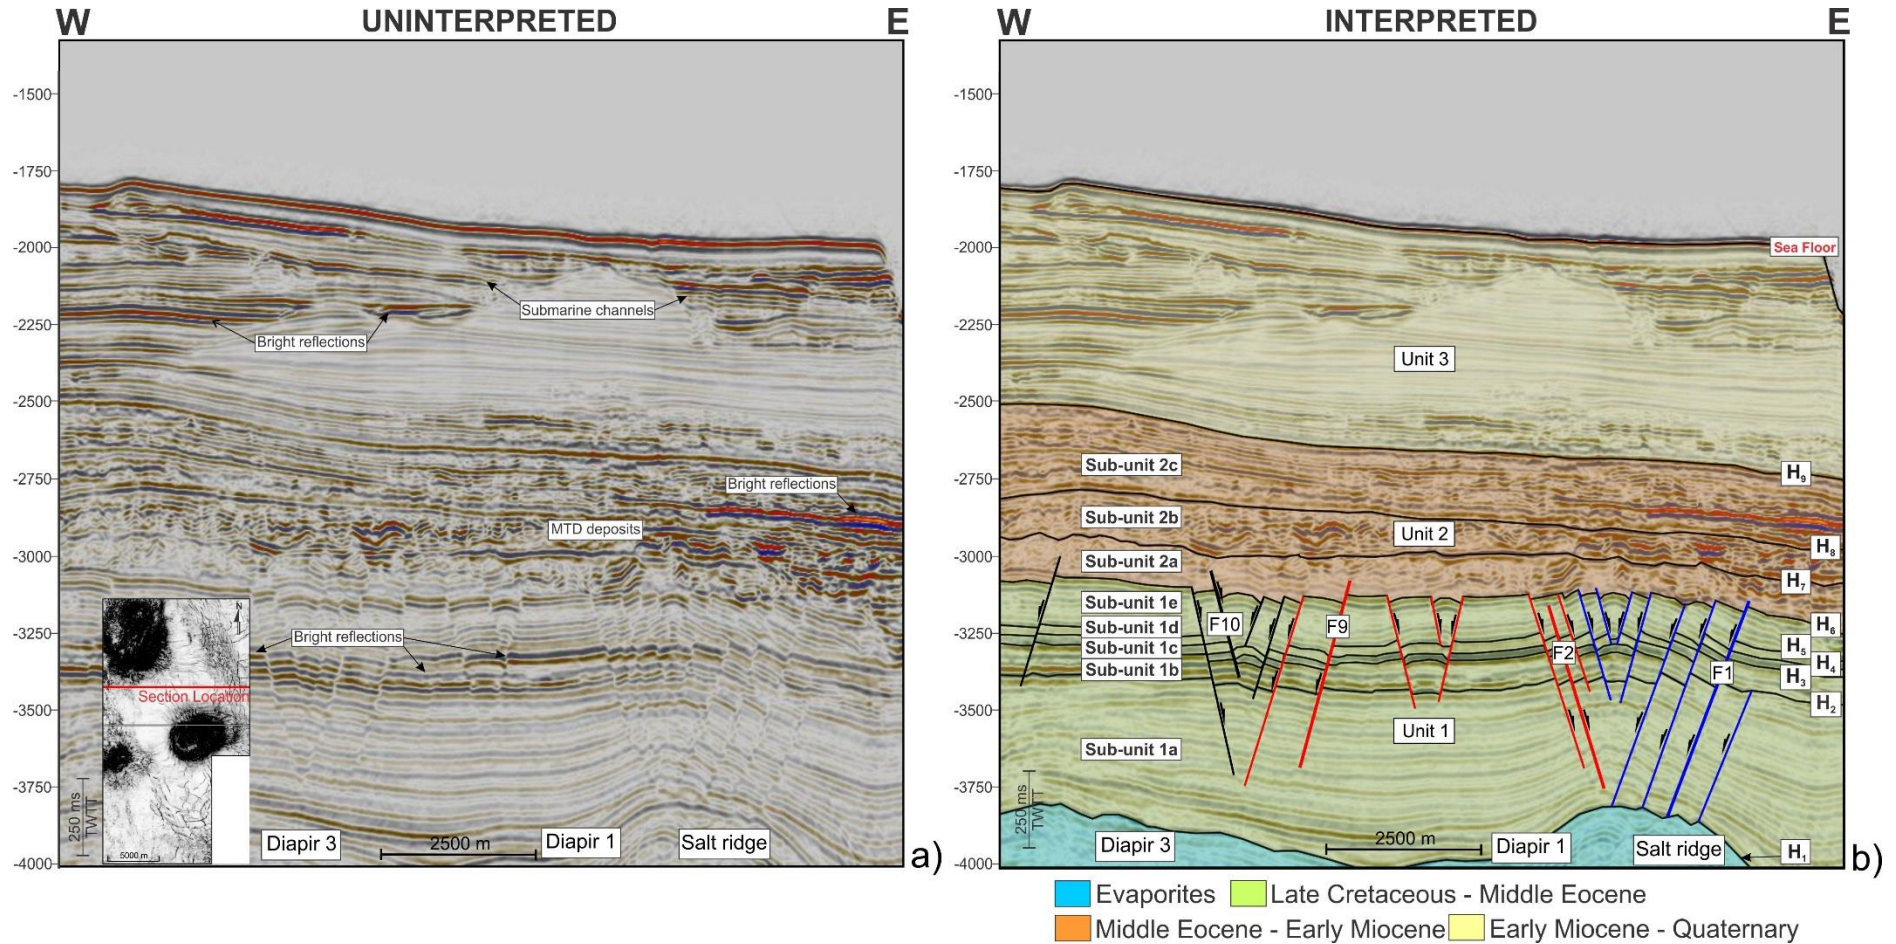 W
UNINTERPRETED
E
-1500
-1750
-2000
-2250
-2500
-2750
-3000
-3250
-3500
-3750
-4000
Submarine channels
Bright reflections
Bright reflections
MTD deposits
Bright reflections
N
Section Location
5000 m
250 ms
TWTT
Diapir 3
2500 m
Diapir 1
Salt ridge
a)
W
INTERPRETED
E
-1500
-1750
-2000
-2250
-2500
-2750
-3000
-3250
-3500
-3750
-4000
Sea Floor
Unit 3
Sub-unit 2c
H₉
Sub-unit 2b
Unit 2
H₈
Sub-unit 2a
H₇
Sub-unit 1e
F10
F9
H₆
Sub-unit 1d
H₅
Sub-unit 1c
F2
H₄
Sub-unit 1b
F1
H₃
H₂
Unit 1
Sub-unit 1a
250 ms
TWTT
Diapir 3
2500 m
Diapir 1
Salt ridge
H₁
b)
Evaporites
Late Cretaceous - Middle Eocene
Middle Eocene - Early Miocene
Early Miocene - Quaternary